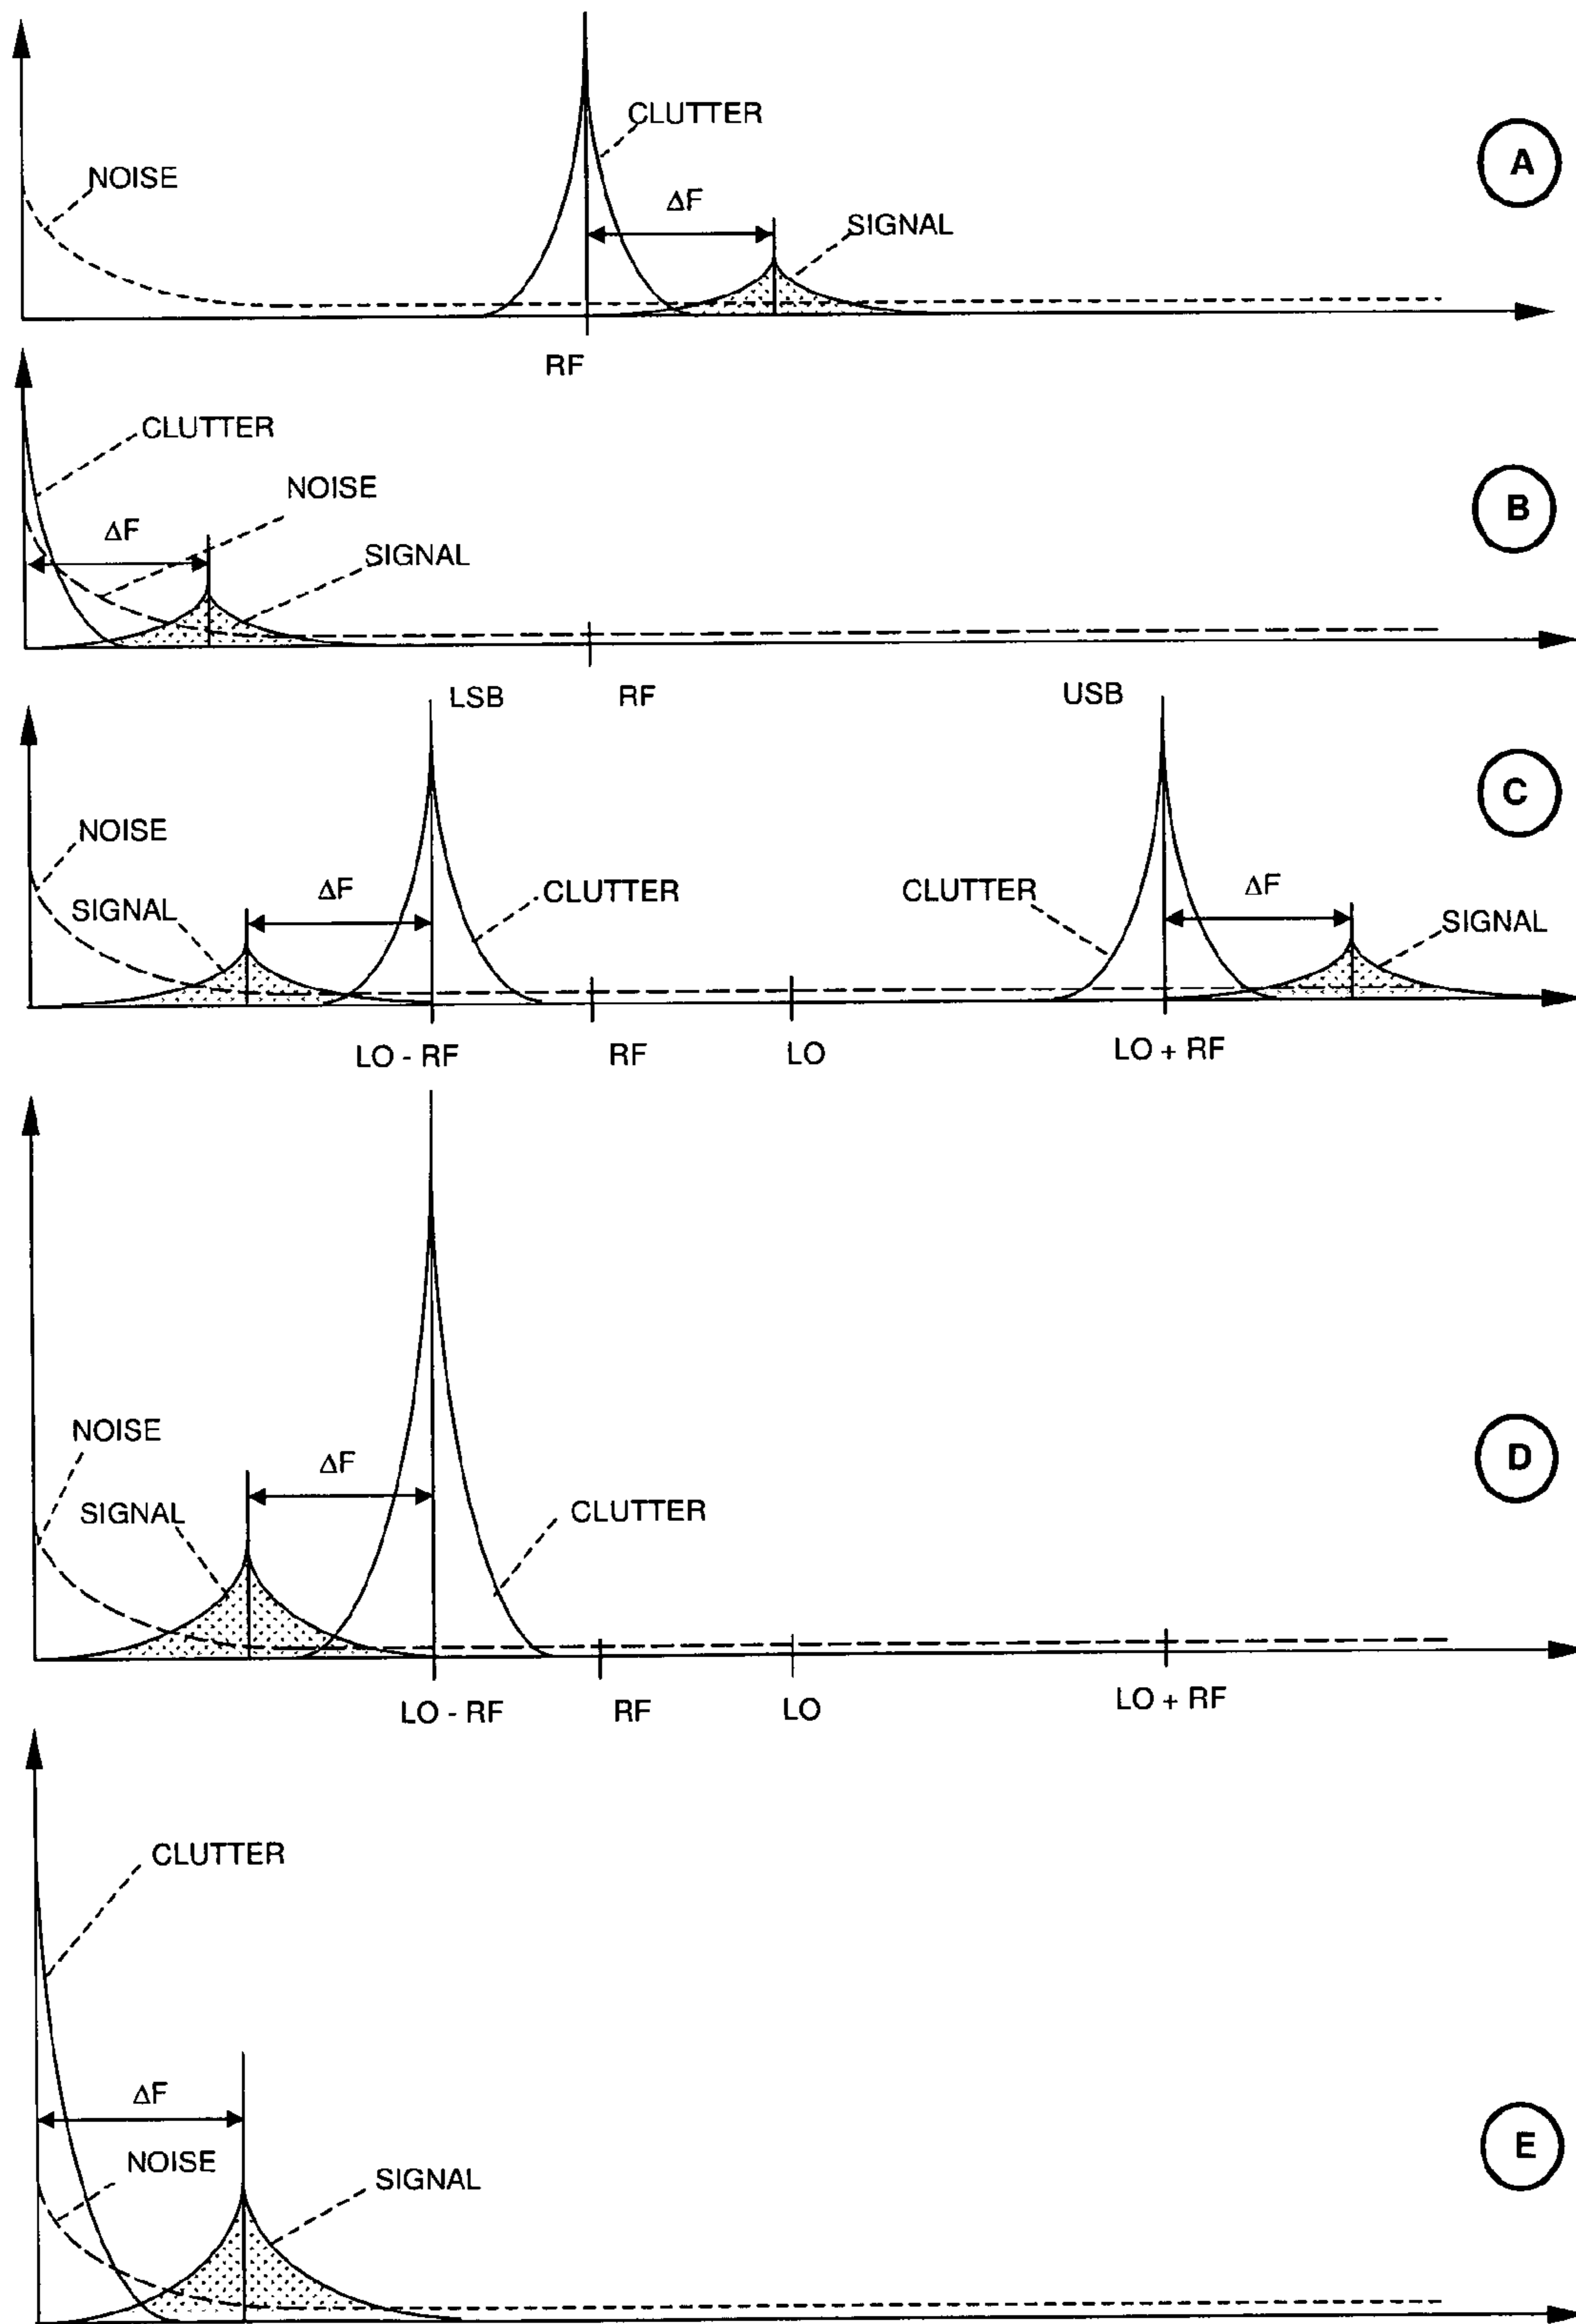 CLUTTER
A
NOISE
ΔF
SIGNAL
RF
CLUTTER
NOISE
B
ΔF
SIGNAL
LSB
RF
USB
C
NOISE
ΔF
CLUTTER
CLUTTER
ΔF
SIGNAL
SIGNAL
LO - RF
RF
LO
LO + RF
NOISE
ΔF
D
SIGNAL
CLUTTER
LO - RF
RF
LO
LO + RF
CLUTTER
ΔF
E
NOISE
SIGNAL